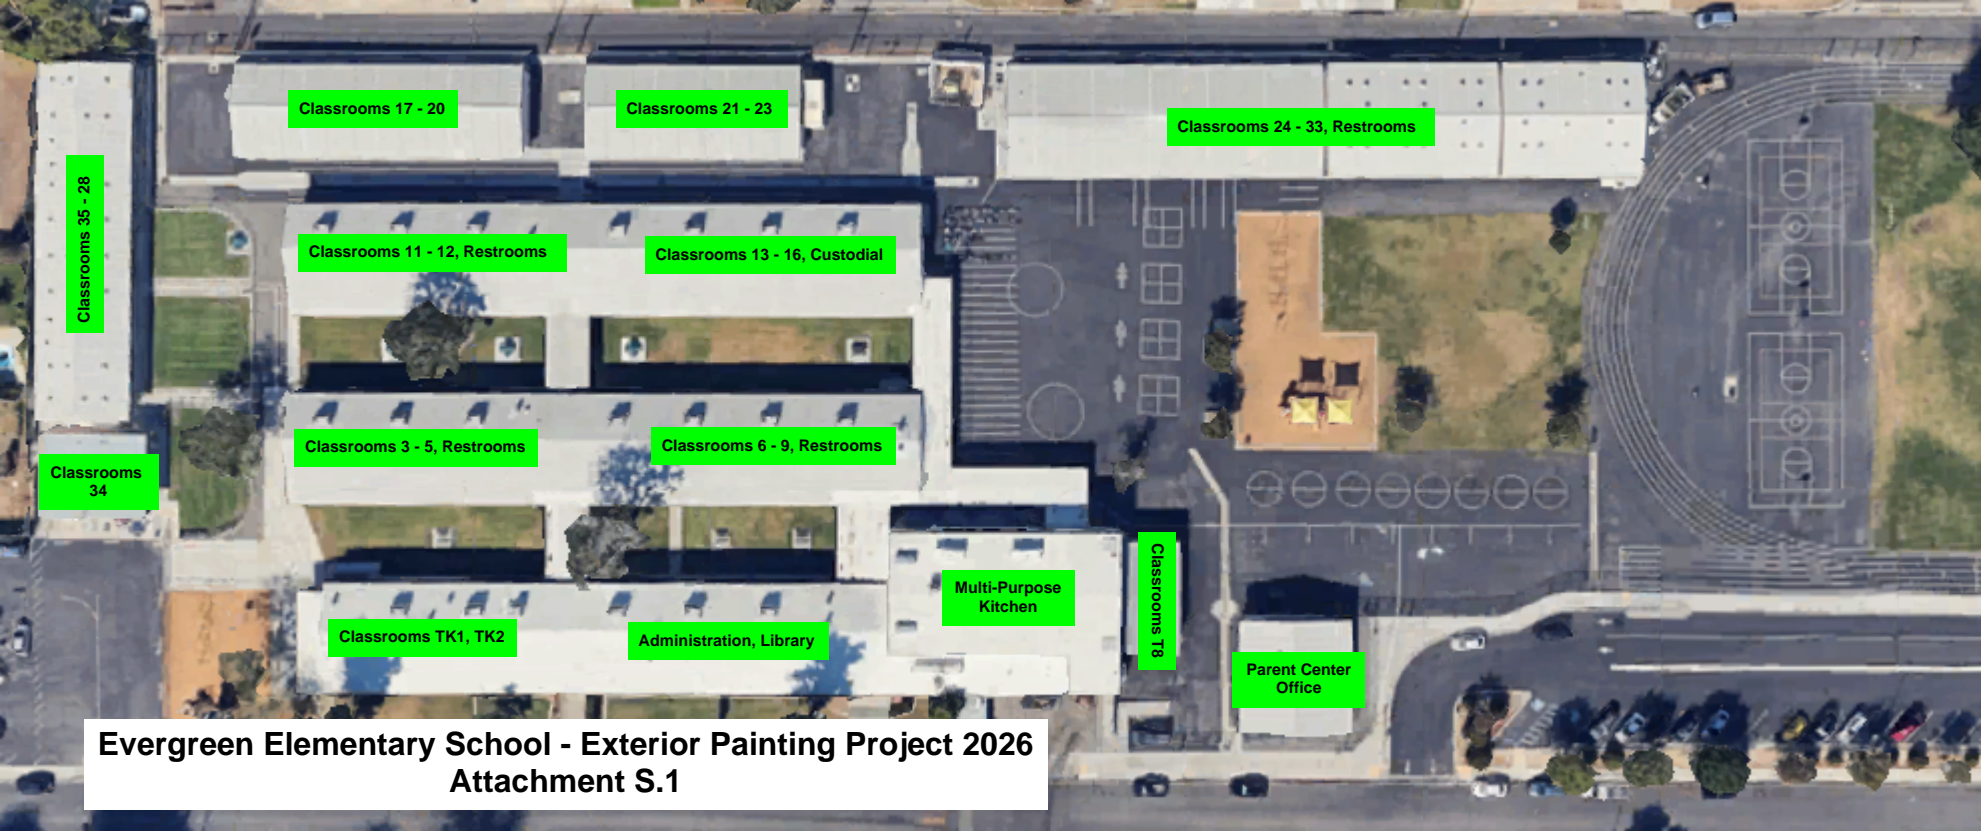 Classrooms 17 - 20
Classrooms 21 - 23
Classrooms 24 - 33, Restrooms
Classrooms 35 - 28
Classrooms 11 - 12, Restrooms
Classrooms 13 - 16, Custodial
Classrooms 3 - 5, Restrooms
Classrooms 6 - 9, Restrooms
Classrooms
34
Classrooms TK1, TK2
Administration, Library
Multi-Purpose
Kitchen
Classrooms T8
Parent Center
Office
Evergreen Elementary School - Exterior Painting Project 2026
Attachment S.1